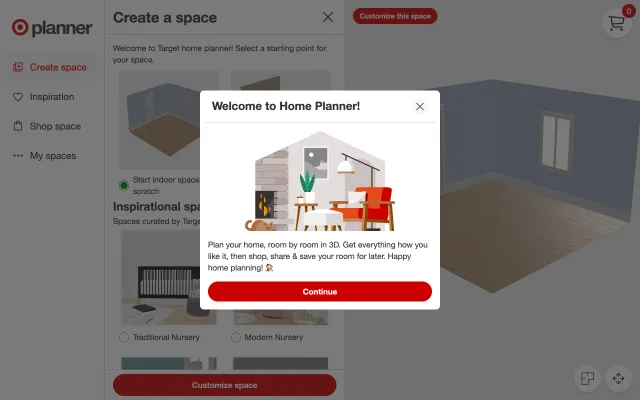 planner
Create space
Inspiration
Shop space
My spaces
Create a space
Welcome to Target home planner! Select a starting point for
your space.
Start indoor space
scratch
Inspirational spa
Spaces curated by Targe
Traditional Nursery
Modern Nursery
Customize space
Customize this space
0
Welcome to Home Planner!
Plan your home, room by room in 3D. Get everything how you
like it, then shop, share & save your room for later. Happy
home planning! 🏠
Continue